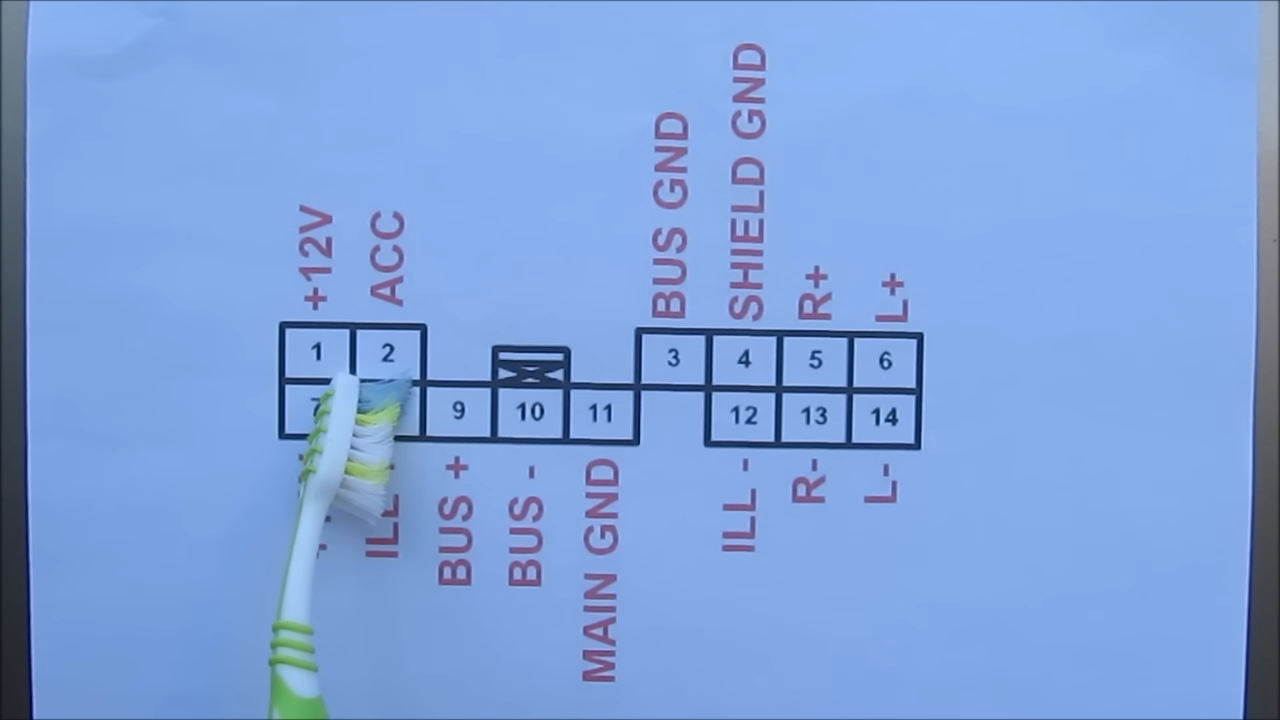 +12V
ACC
BUS GND
SHIELD GND
R+
L+
1
2
3
4
5
6
7
9
10
11
12
13
14
BUS +
BUS -
MAIN GND
ILL -
R-
L-